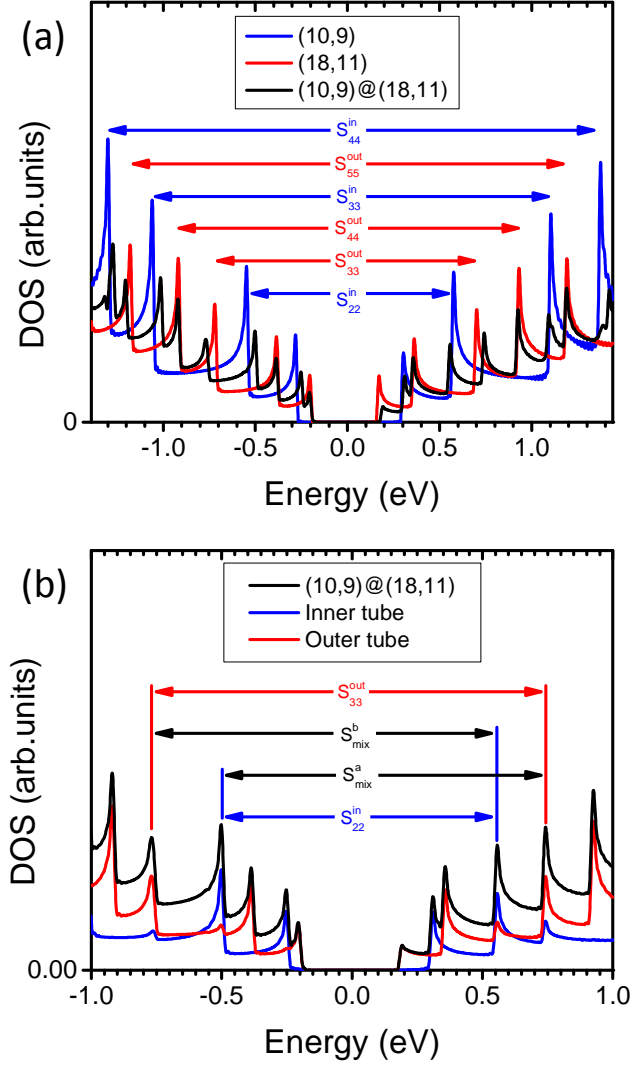 (a)
(10,9)
(18,11)
(10,9)@(18,11)
S₄₄ⁱⁿ
S₅₅ᵒᵘᵗ
S₃₃ⁱⁿ
S₄₄ᵒᵘᵗ
S₃₃ᵒᵘᵗ
S₂₂ⁱⁿ
DOS (arb.units)
0
-1.0 -0.5 0.0 0.5 1.0
Energy (eV)
(b)
(10,9)@(18,11)
Inner tube
Outer tube
S₃₃ᵒᵘᵗ
S_mix^b
S_mix^a
S₂₂ⁱⁿ
DOS (arb.units)
0.00
-1.0 -0.5 0.0 0.5 1.0
Energy (eV)